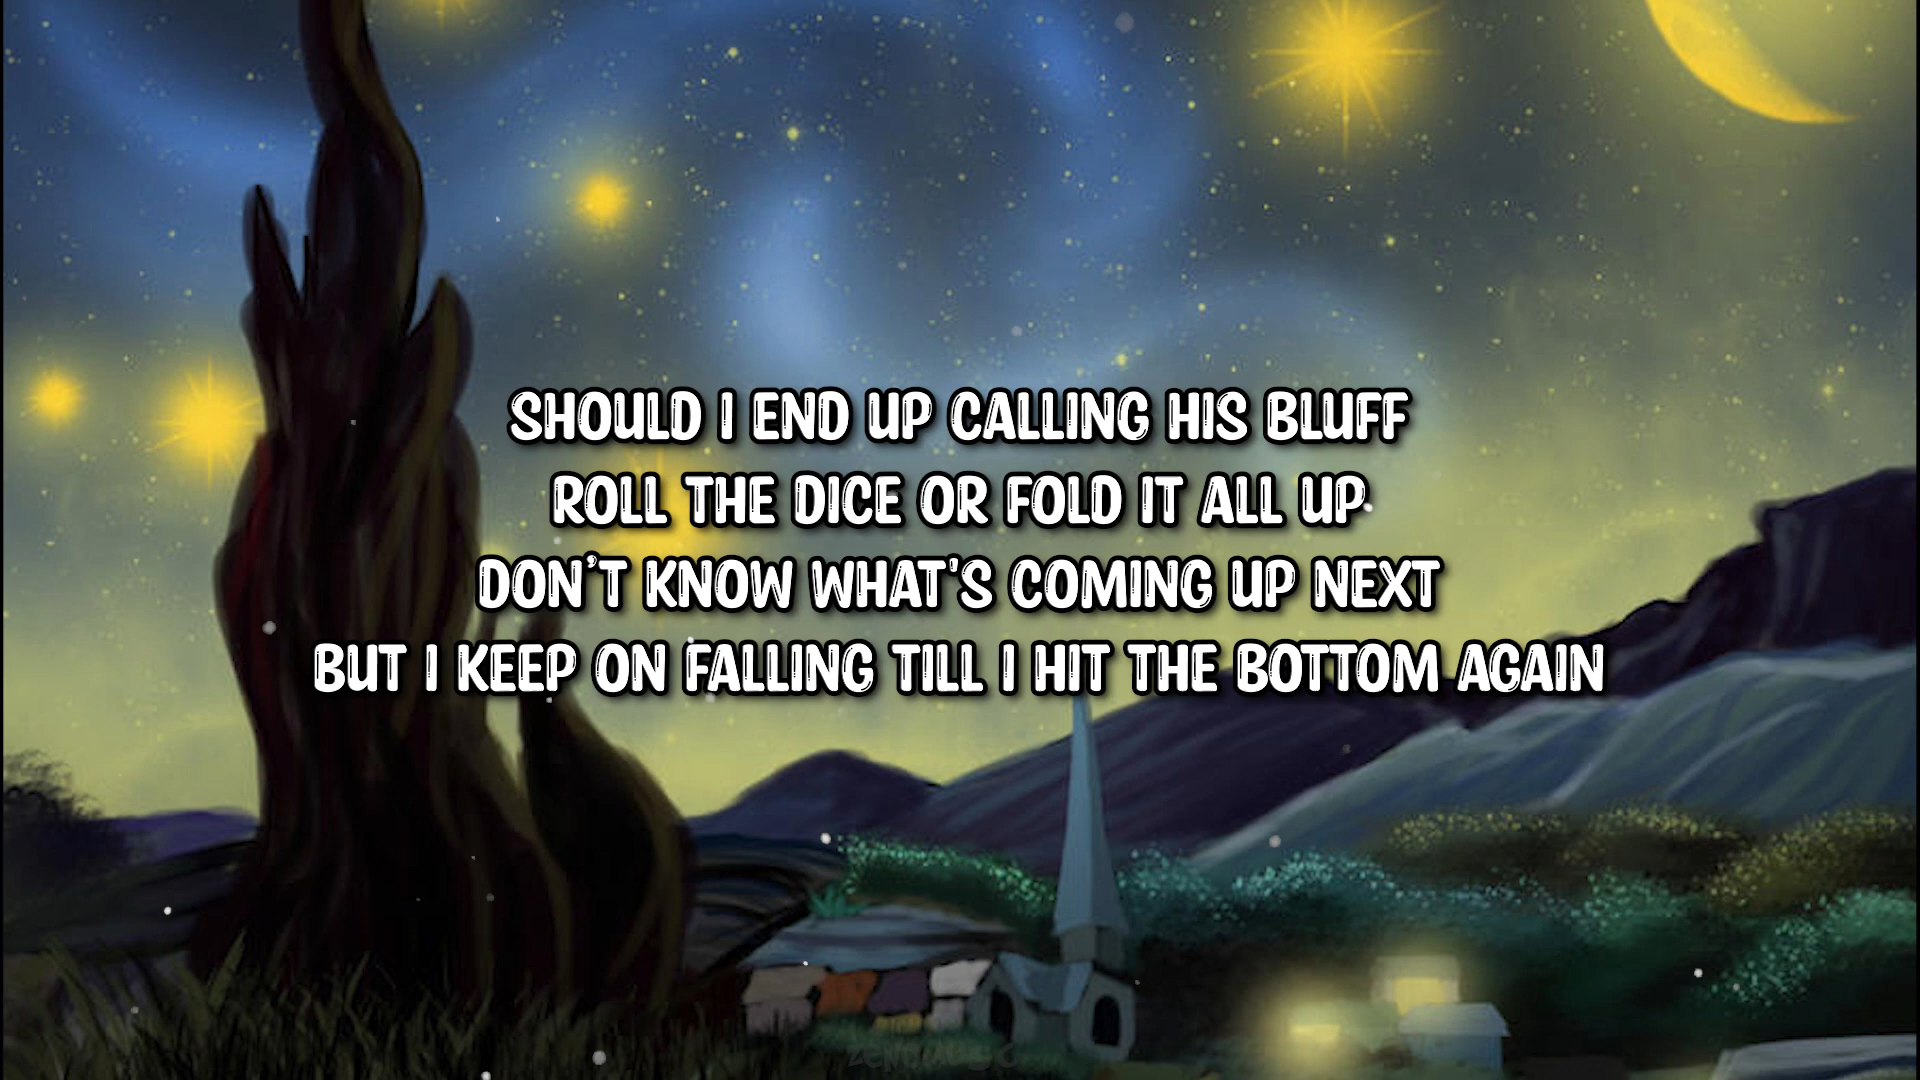 SHOULD I END UP CALLING HIS BLUFF
ROLL THE DICE OR FOLD IT ALL UP
DON’T KNOW WHAT'S COMING UP NEXT
BUT I KEEP ON FALLING TILL I HIT THE BOTTOM AGAIN